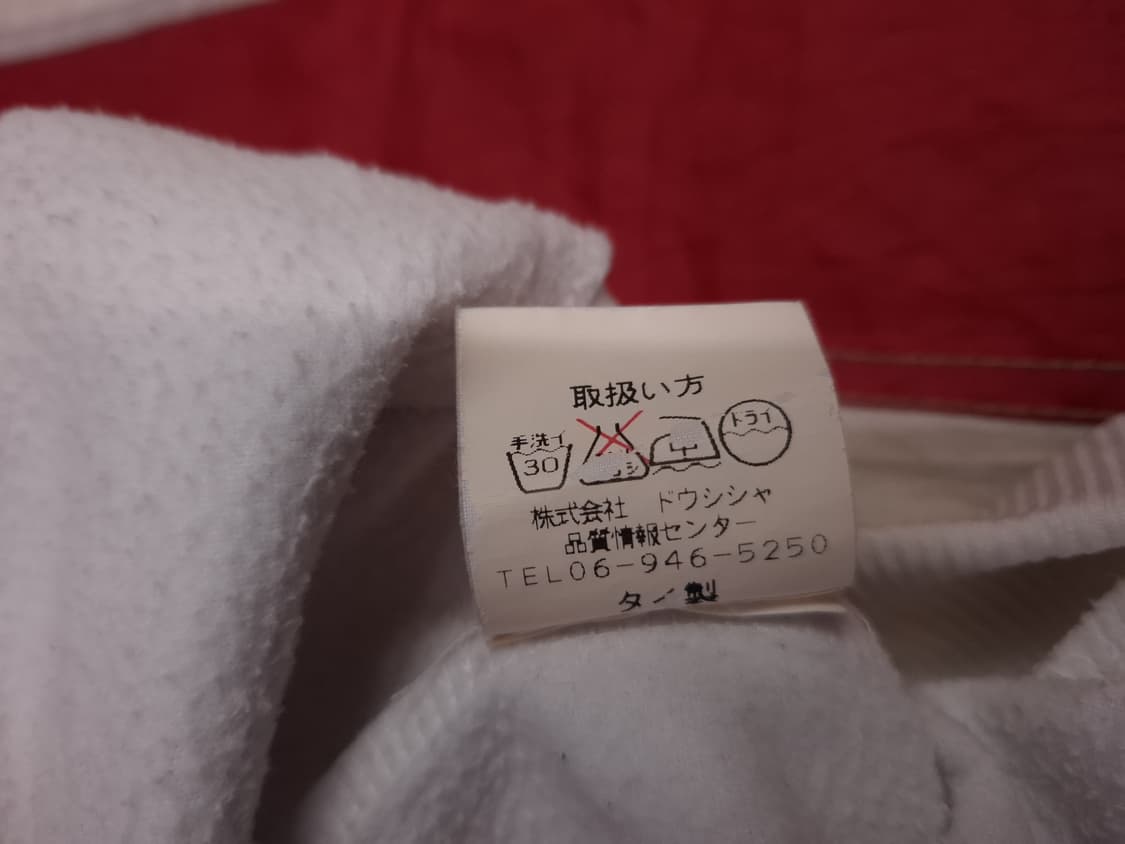 取扱い方
手洗イ 30 中 ドライ
株式会社 ドウシシャ
品質情報センター
TEL06-946-5250
タイ製